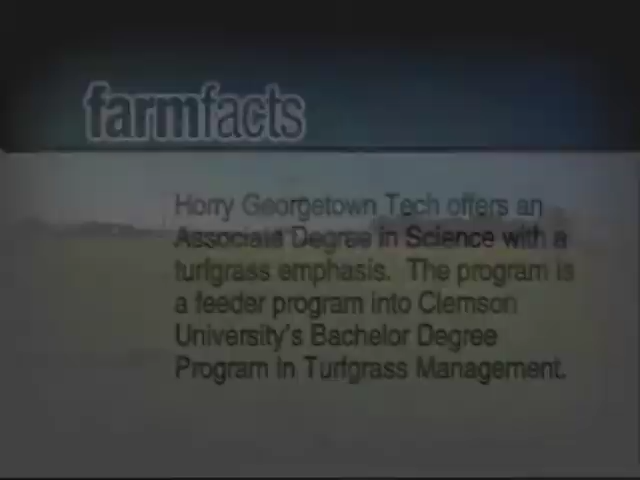 farmfacts
Horry Georgetown Tech offers an
Associate Degree in Science with a
turfgrass emphasis. The program is
a feeder program into Clemson
University's Bachelor Degree
Program in Turfgrass Management.